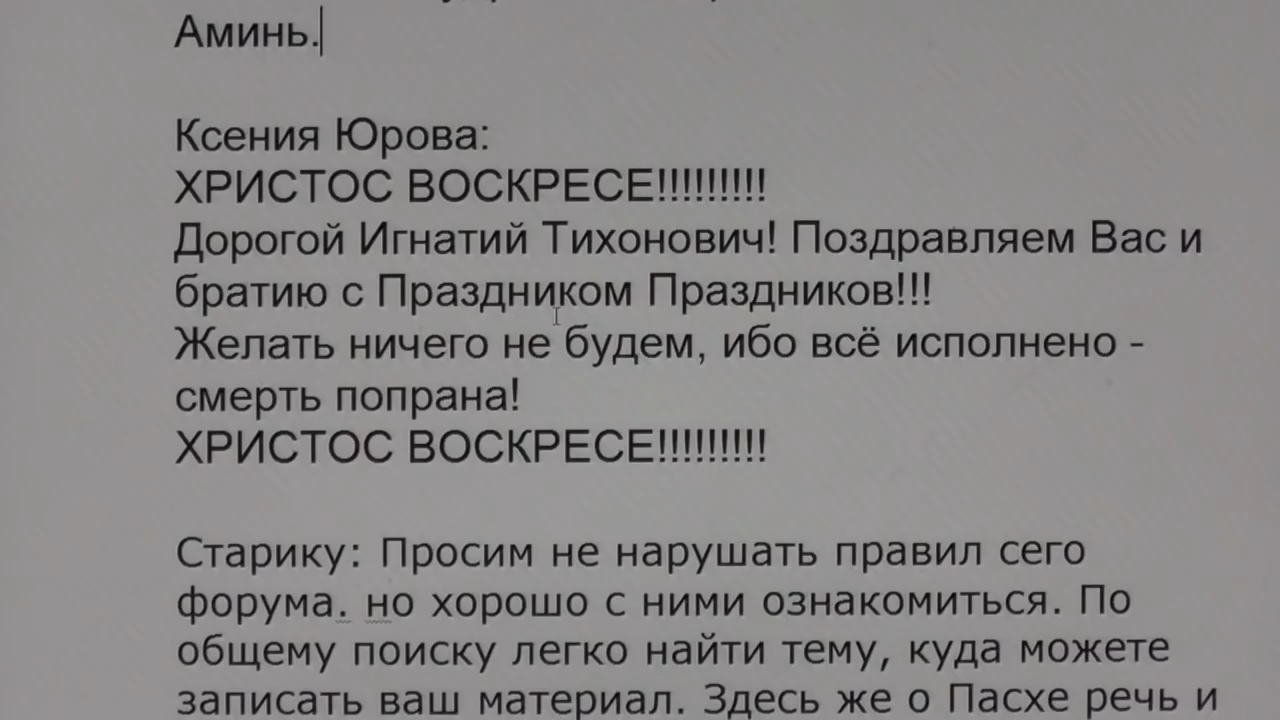 Аминь.
Ксения Юрова:
ХРИСТОС ВОСКРЕСЕ!!!!!!!!!
Дорогой Игнатий Тихонович! Поздравляем Вас и
братию с Праздником Праздников!!!
Желать ничего не будем, ибо всё исполнено -
смерть попрана!
ХРИСТОС ВОСКРЕСЕ!!!!!!!!!
Старику: Просим не нарушать правил сего
форума. но хорошо с ними ознакомиться. По
общему поиску легко найти тему, куда можете
записать ваш материал. Здесь же о Пасхе речь и